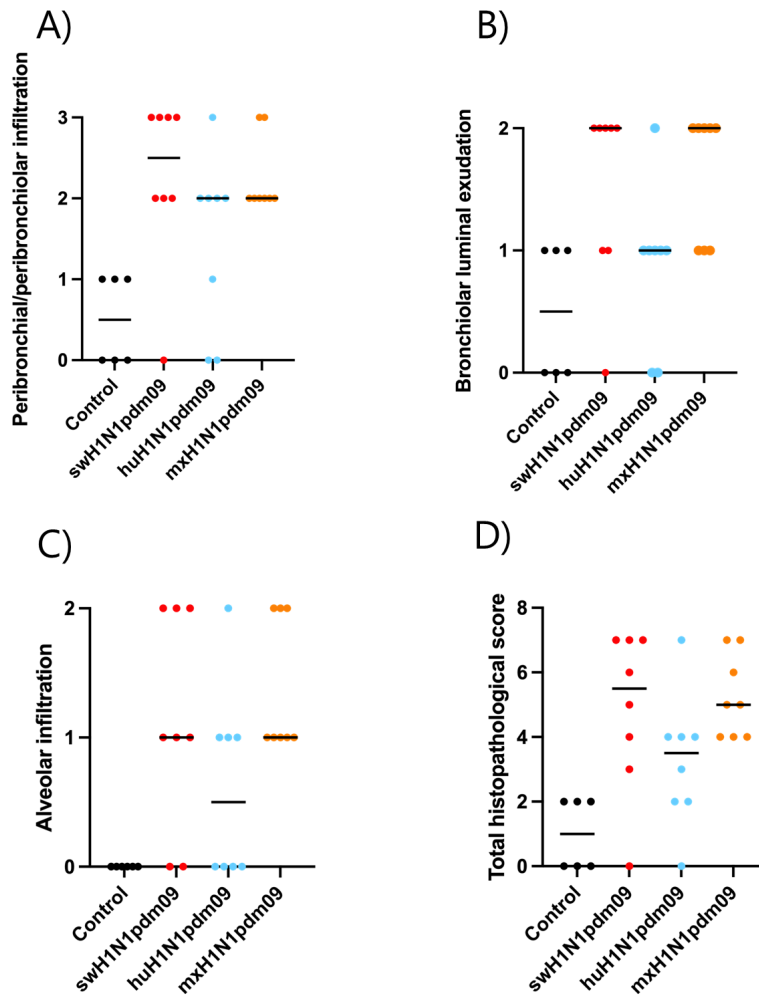 A)
Peribronchial/peribronchiolar infiltration
3
2
1
0
Control
swH1N1pdm09
huH1N1pdm09
mxH1N1pdm09
B)
Bronchiolar luminal exudation
2
1
0
Control
swH1N1pdm09
huH1N1pdm09
mxH1N1pdm09
C)
Alveolar infiltration
2
1
0
Control
swH1N1pdm09
huH1N1pdm09
mxH1N1pdm09
D)
Total histopathological score
8
6
4
2
0
Control
swH1N1pdm09
huH1N1pdm09
mxH1N1pdm09